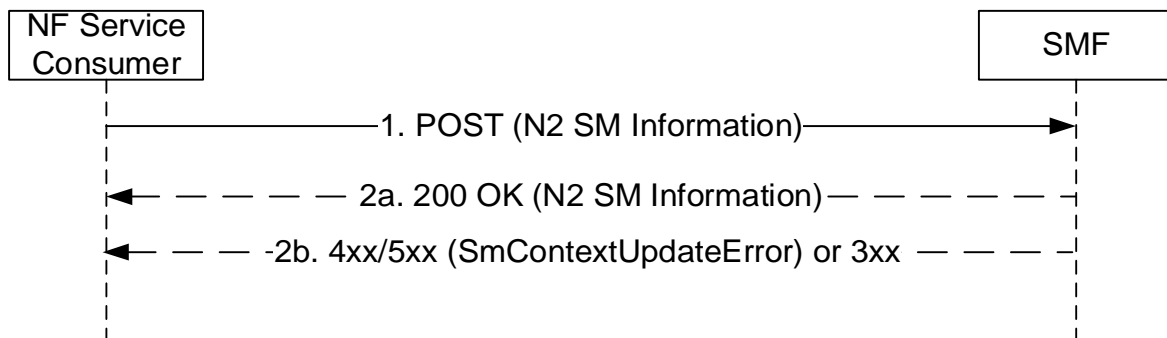 NF Service
Consumer
SMF
1. POST (N2 SM Information)
2a. 200 OK (N2 SM Information)
2b. 4xx/5xx (SmContextUpdateError) or 3xx